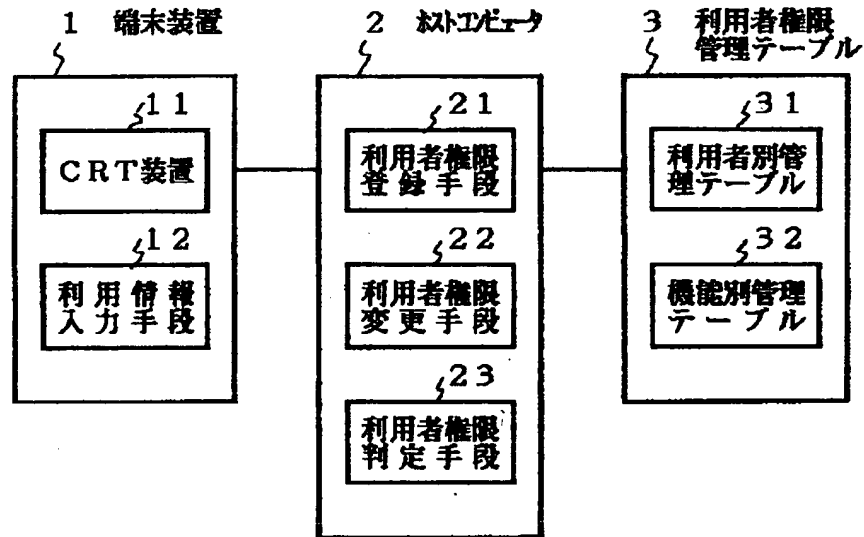 1 端末装置
2 ホストコンピュータ
3 利用者権限
管理テーブル
11
CRT装置
12
利用情報
入力手段
21
利用者権限
登録手段
22
利用者権限
変更手段
23
利用者権限
判定手段
31
利用者別管
理テーブル
32
機能別管理
テーブル